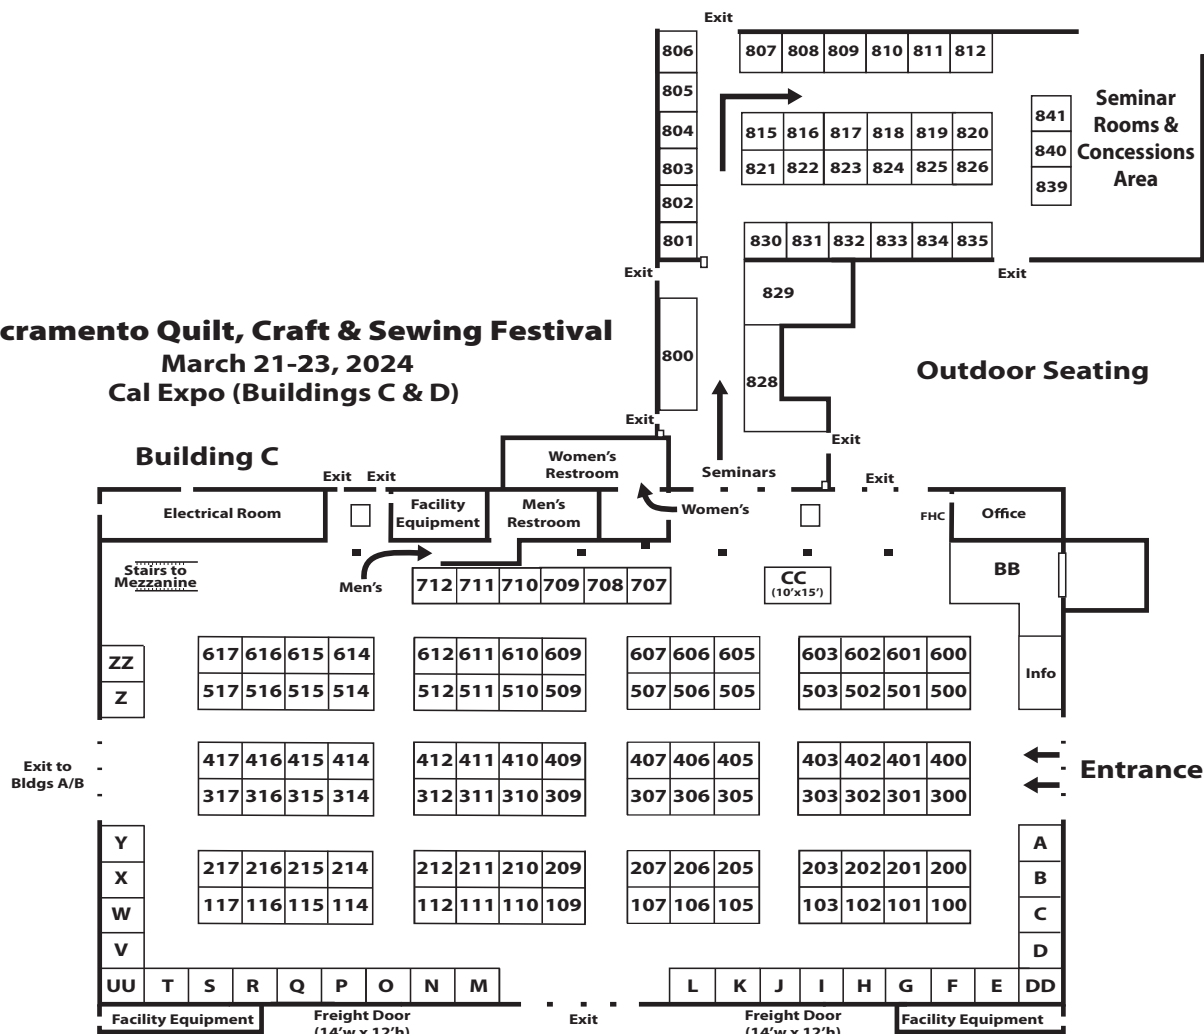 Exit
806 807 808 809 810 811 812
805
841
Seminar
Rooms &
Concessions
Area
804 815 816 817 818 819 820
840
803 821 822 823 824 825 826
839
802
801 830 831 832 833 834 835
Exit
Exit
829
cramento Quilt, Craft & Sewing Festival
March 21-23, 2024
Cal Expo (Buildings C & D)
800
828
Outdoor Seating
Exit
Exit
Building C
Women's
Restroom
Seminars
Exit Exit
Exit
Electrical Room
Facility
Equipment
Men's
Restroom
Women's
FHC
Office
Stairs to
Mezzanine
Men's
712 711 710 709 708 707
CC
(10'x15')
BB
ZZ
617 616 615 614 612 611 610 609 607 606 605 603 602 601 600
Info
Z
517 516 515 514 512 511 510 509 507 506 505 503 502 501 500
Exit to
Bldgs A/B
417 416 415 414 412 411 410 409 407 406 405 403 402 401 400
Entrance
317 316 315 314 312 311 310 309 307 306 305 303 302 301 300
Y
A
217 216 215 214 212 211 210 209 207 206 205 203 202 201 200
X
B
117 116 115 114 112 111 110 109 107 106 105 103 102 101 100
W
C
V
D
UU T S R Q P O N M L K J I H G F E DD
Facility Equipment
Freight Door
(14'w x 12'h)
Exit
Freight Door
(14'w x 12'h)
Facility Equipment